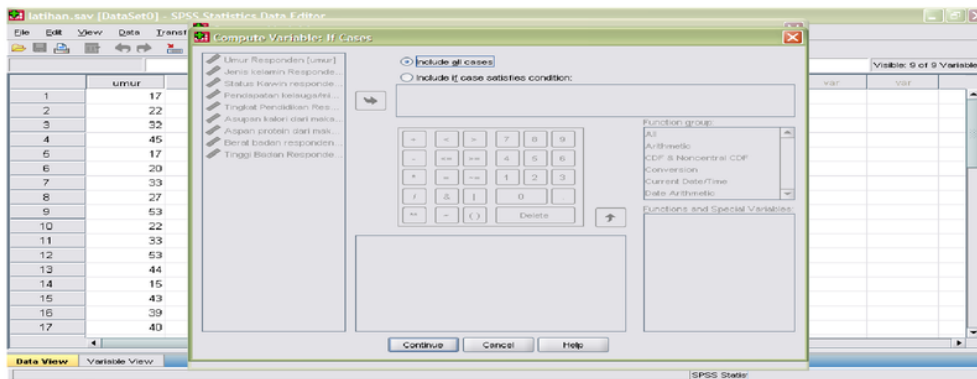 latihan.sav [DataSet0] - SPSS Statistics Data Editor
File Edit View Data Transf
Compute Variable: If Cases
Visible: 9 of 9 Variable
umur
var var
1 17
2 22
3 32
4 45
5 17
6 20
7 33
8 27
9 53
10 22
11 33
12 53
13 44
14 15
15 43
16 39
17 40
Umur Responden [umur]
Jenis kelamin Responde...
Status Kawin responde...
Pendapatan keluarga/...
Tingkat Pendidikan Res...
Asupan kalori dari maka...
Aspan protein dari mak...
Berat badan responden...
Tinggi Badan Responde...
Include all cases
Include if case satisfies condition:
+ < > 7 8 9
- <= >= 4 5 6
* = ~= 1 2 3
/ & | 0 .
** ~ ( ) Delete
Function group:
All
Arithmetic
CDF & Noncentral CDF
Conversion
Current Date/Time
Date Arithmetic
Functions and Special Variables:
Continue Cancel Help
Data View Variable View
SPSS Statis